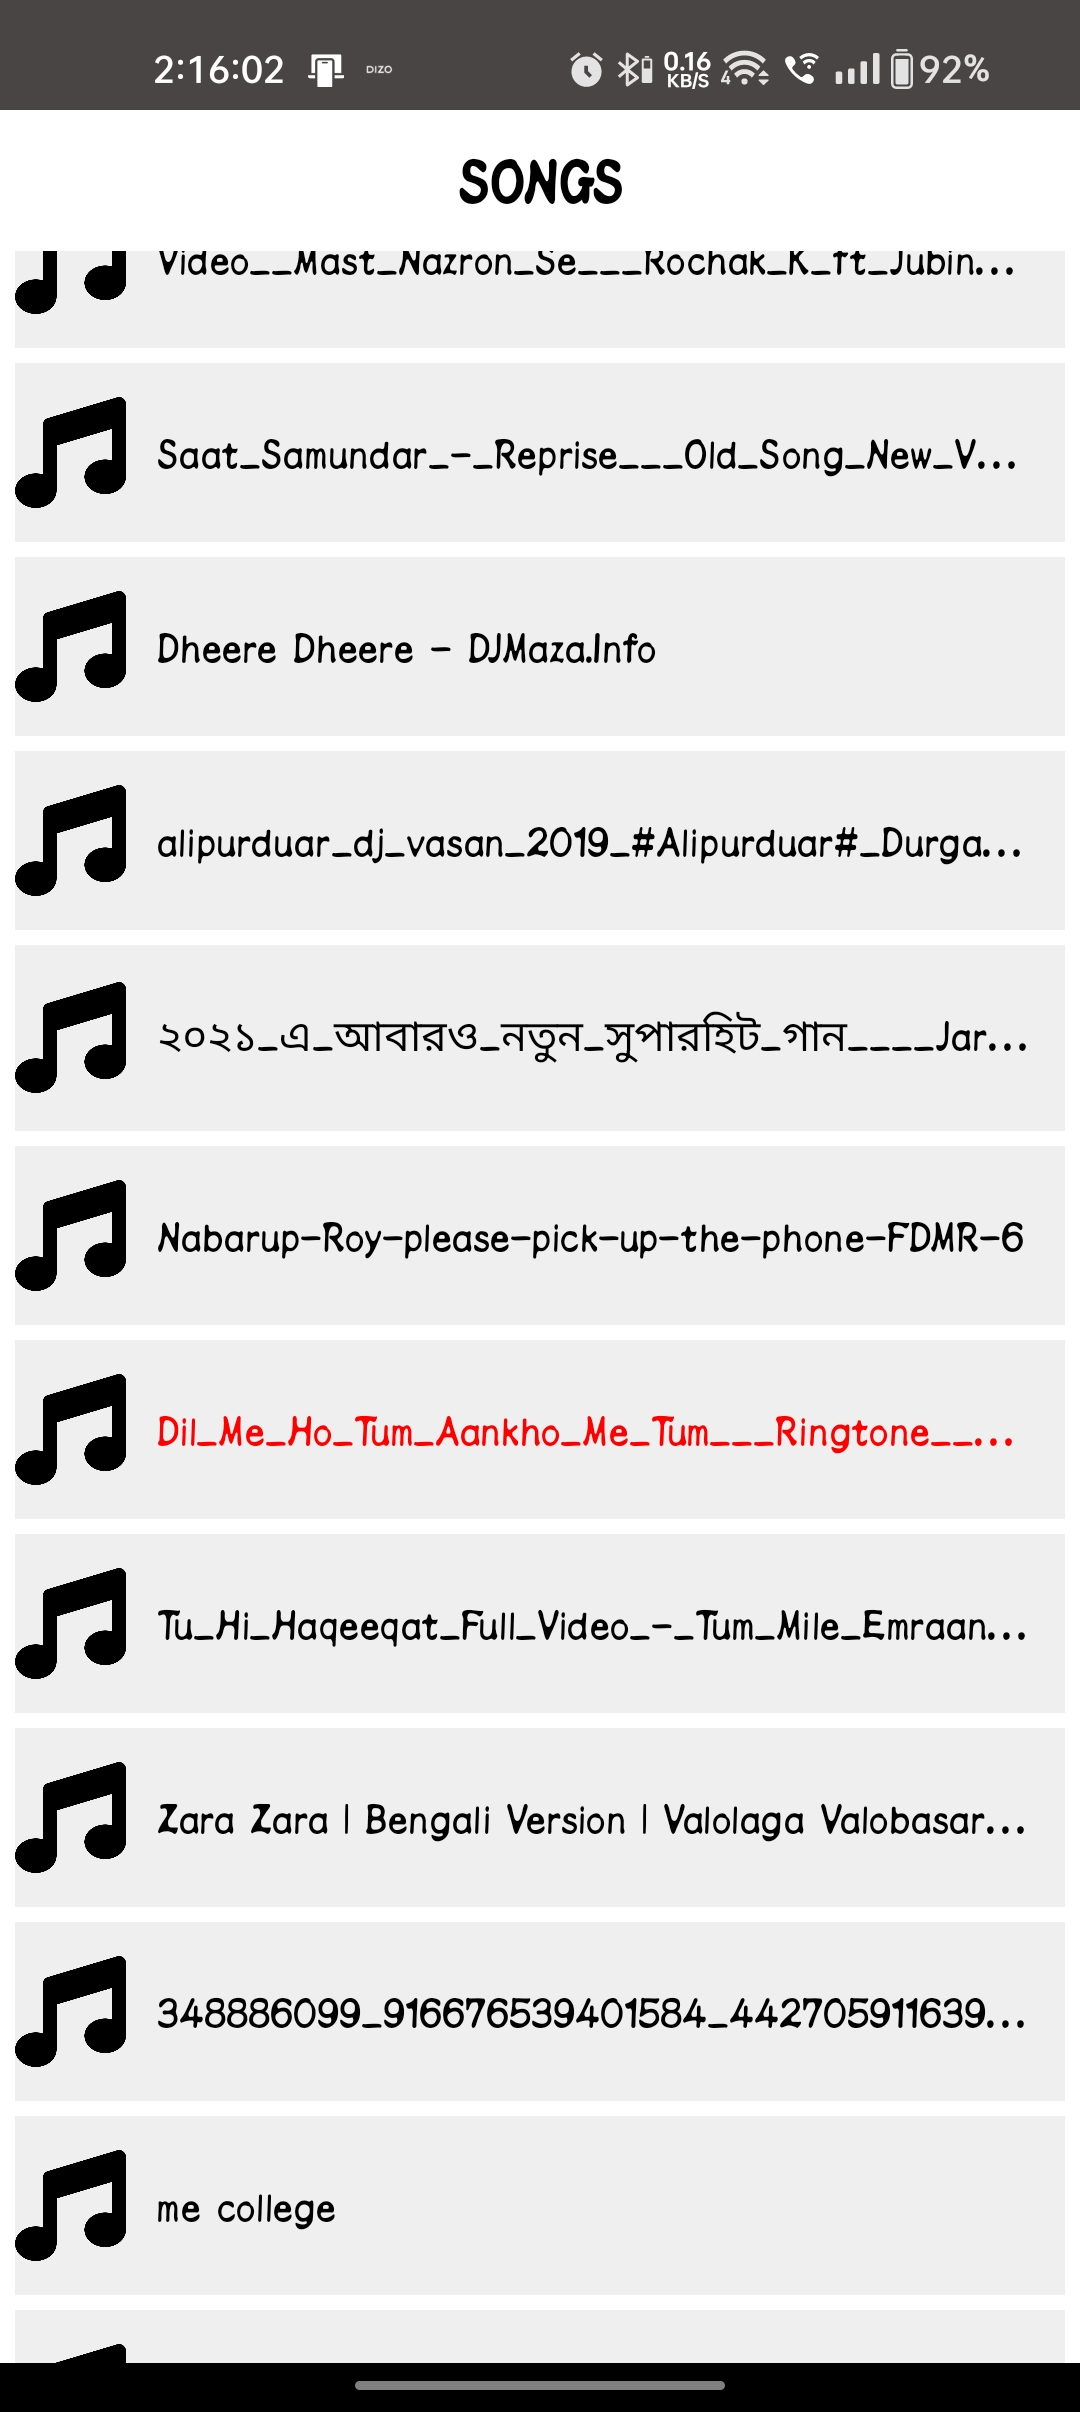 2:16:02 DIZO 0.16 KB/S 4 92%
SONGS
Video__Mast_Nazron_Se___Rochak_K_ft_Jubin...
Saat_Samundar_-_Reprise___Old_Song_New_V...
Dheere Dheere - DJMaza.Info
alipurduar_dj_vasan_2019_#Alipurduar#_Durga...
২০২১_এ_আবারও_নতুন_সুপারহিট_গান____Jar...
Nabarup-Roy-please-pick-up-the-phone-FDMR-6
Dil_Me_Ho_Tum_Aankho_Me_Tum___Ringtone__...
Tu_Hi_Haqeeqat_Full_Video_-_Tum_Mile_Emraan...
Zara Zara | Bengali Version | Valolaga Valobasar...
348886099_916676539401584_442705911639...
me college